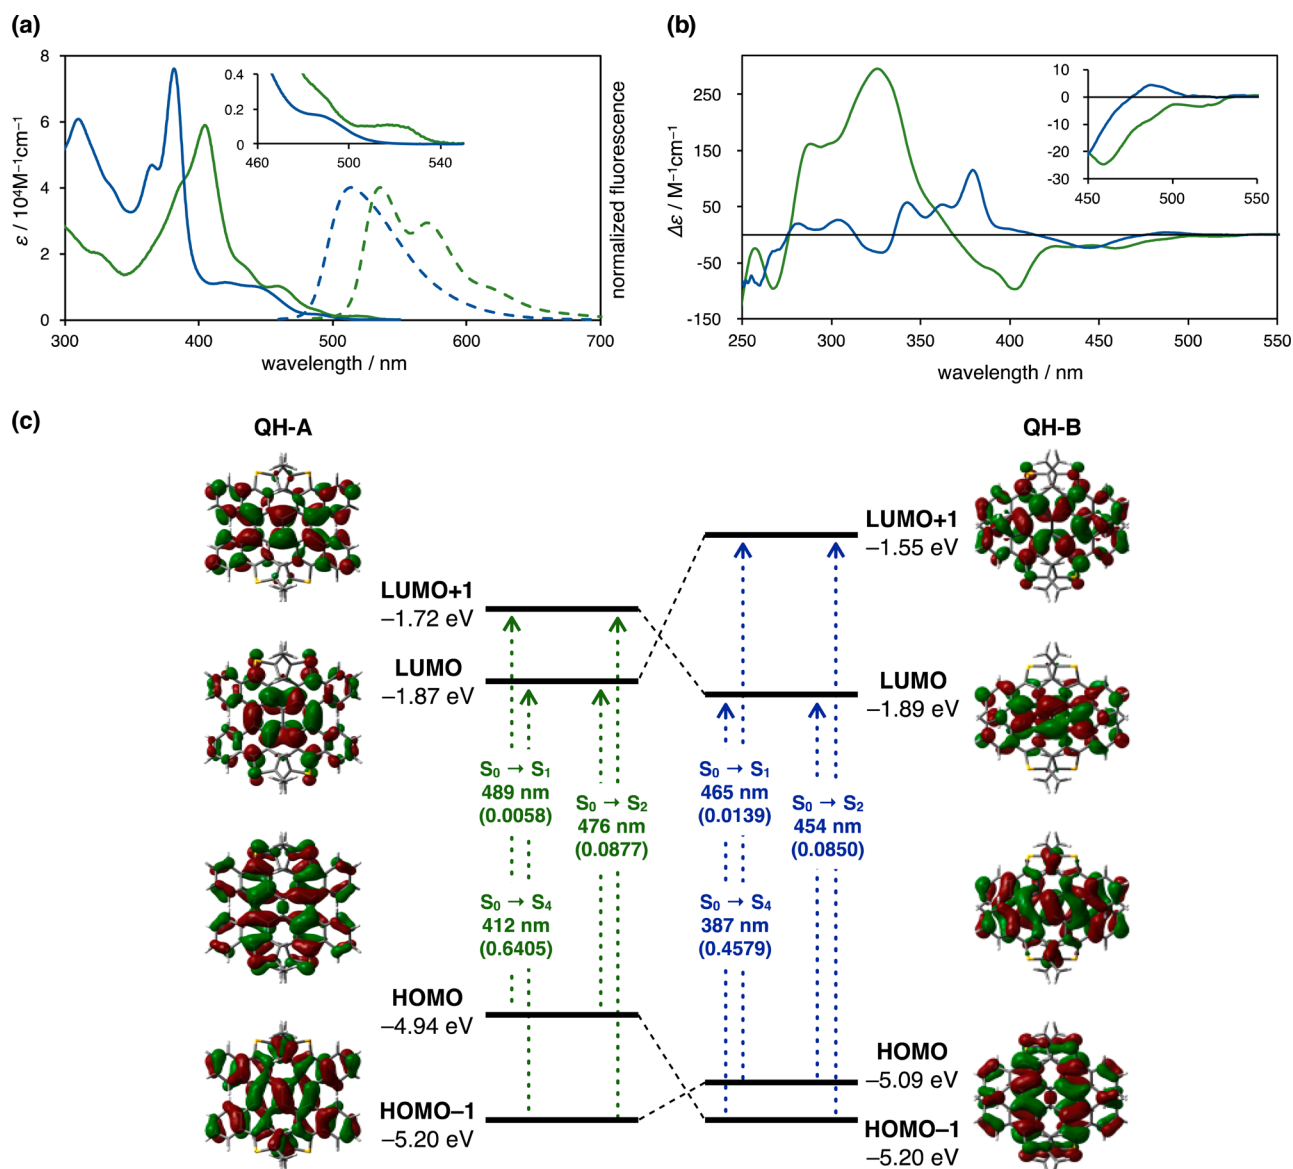 (a)
8
6
4
2
0
ε / 10⁴M⁻¹cm⁻¹
300
400
500
600
700
wavelength / nm
normalized fluorescence
0.4
0.2
0
460
500
540
(b)
250
150
50
-50
-150
Δε / M⁻¹cm⁻¹
250
300
350
400
450
500
550
wavelength / nm
10
0
-10
-20
-30
450
500
550
(c)
QH-A
QH-B
LUMO+1
–1.72 eV
LUMO
–1.87 eV
HOMO
–4.94 eV
HOMO–1
–5.20 eV
S₀ → S₁
489 nm
(0.0058)
S₀ → S₂
476 nm
(0.0877)
S₀ → S₄
412 nm
(0.6405)
S₀ → S₁
465 nm
(0.0139)
S₀ → S₂
454 nm
(0.0850)
S₀ → S₄
387 nm
(0.4579)
LUMO+1
–1.55 eV
LUMO
–1.89 eV
HOMO
–5.09 eV
HOMO–1
–5.20 eV